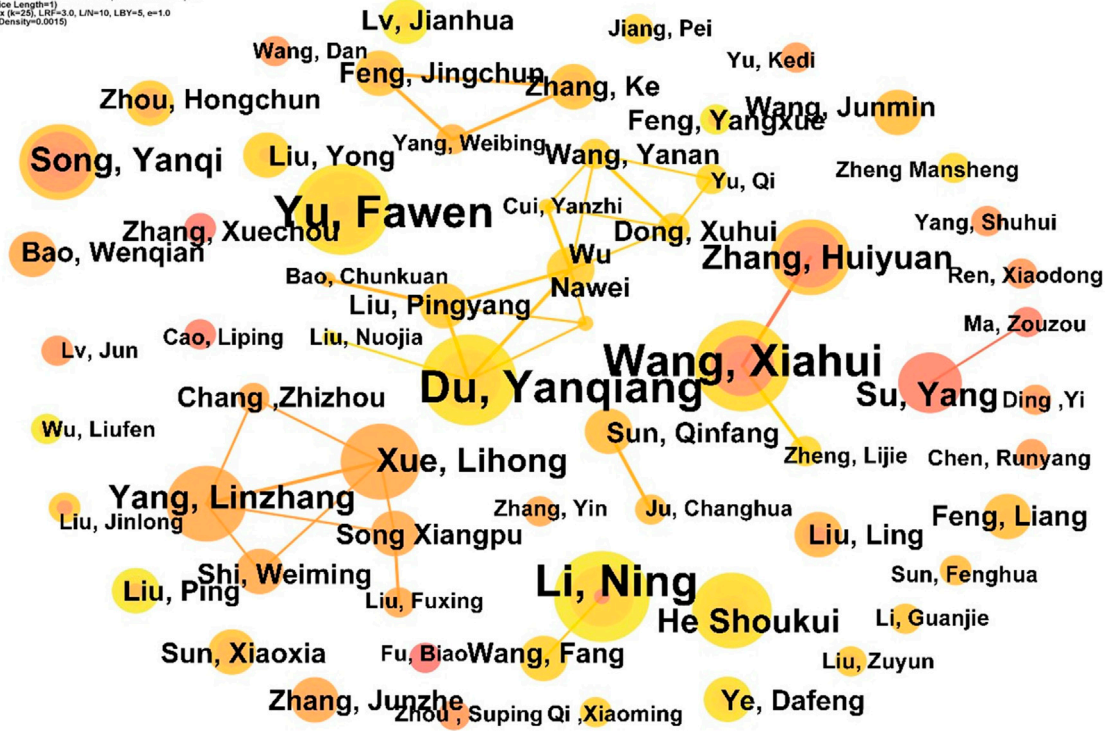 ice Length=1)
x (k=25), LRF=3.0, L/N=10, LBY=5, e=1.0
Density=0.0015)
Lv, Jianhua
Jiang, Pei
Wang, Dan
Yu, Kedi
Feng, Jingchun
Zhang, Ke
Zhou, Hongchun
Wang, Junmin
Feng, Yangxue
Yang, Weibing
Wang, Yanan
Liu, Yong
Song, Yanqi
Zheng Mansheng
Yu, Qi
Cui, Yanzhi
Yu, Fawen
Yang, Shuhui
Zhang, Xuechou
Dong, Xuhui
Bao, Wenqian
Wu
Nawei
Zhang, Huiyuan
Ren, Xiaodong
Bao, Chunkuan
Liu, Pingyang
Ma, Zouzou
Cao, Liping
Liu, Nuojia
Lv, Jun
Wang, Xiahui
Du, Yanqiang
Su, Yang
Ding ,Yi
Chang ,Zhizhou
Wu, Liufen
Sun, Qinfang
Zheng, Lijie
Chen, Runyang
Xue, Lihong
Yang, Linzhang
Zhang, Yin
Ju, Changhua
Feng, Liang
Liu, Jinlong
Song Xiangpu
Liu, Ling
Shi, Weiming
Liu, Ping
Li, Ning
Sun, Fenghua
Liu, Fuxing
He Shoukui
Li, Guanjie
Sun, Xiaoxia
Fu, Biao
Wang, Fang
Liu, Zuyun
Zhang, Junzhe
Ye, Dafeng
Zhou , Suping
Qi ,Xiaoming